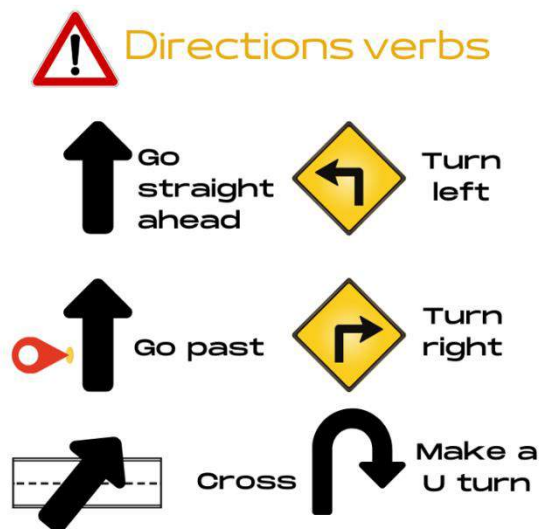 Directions verbs
Go
straight
ahead
Turn
left
Go past
Turn
right
Cross
Make a
U turn